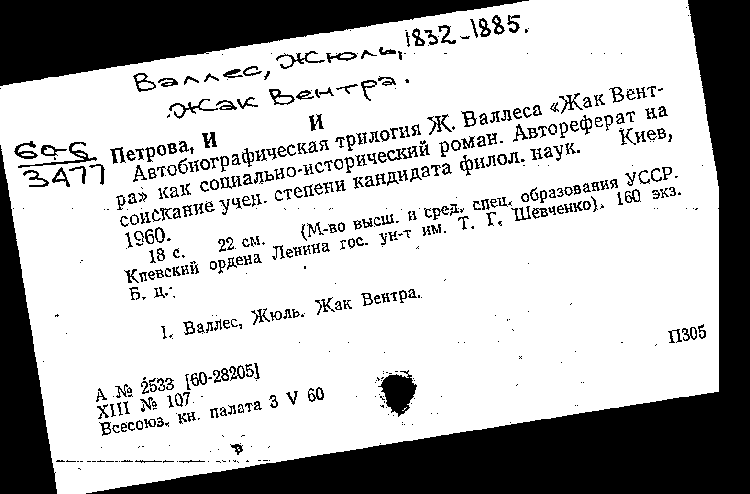 Валлес, Жюль, 1832-1885.
Жак Вентра.
60-6
3477
Петрова, И И
Автобиографическая трилогия Ж. Валлеса «Жак Вент-
ра» как социально-исторический роман. Автореферат на
соискание учен. степени кандидата филол. наук. Киев,
1960.
18 с. 22 см. (М-во высш. и сред. спец. образования УССР.
Киевский ордена Ленина гос. ун-т им. Т. Г. Шевченко). 160 экз.
Б. ц.
1. Валлес, Жюль. Жак Вентра.
П305
А № 2533 [60-28205]
XIII № 107
Всесоюз. кн. палата 3 V 60